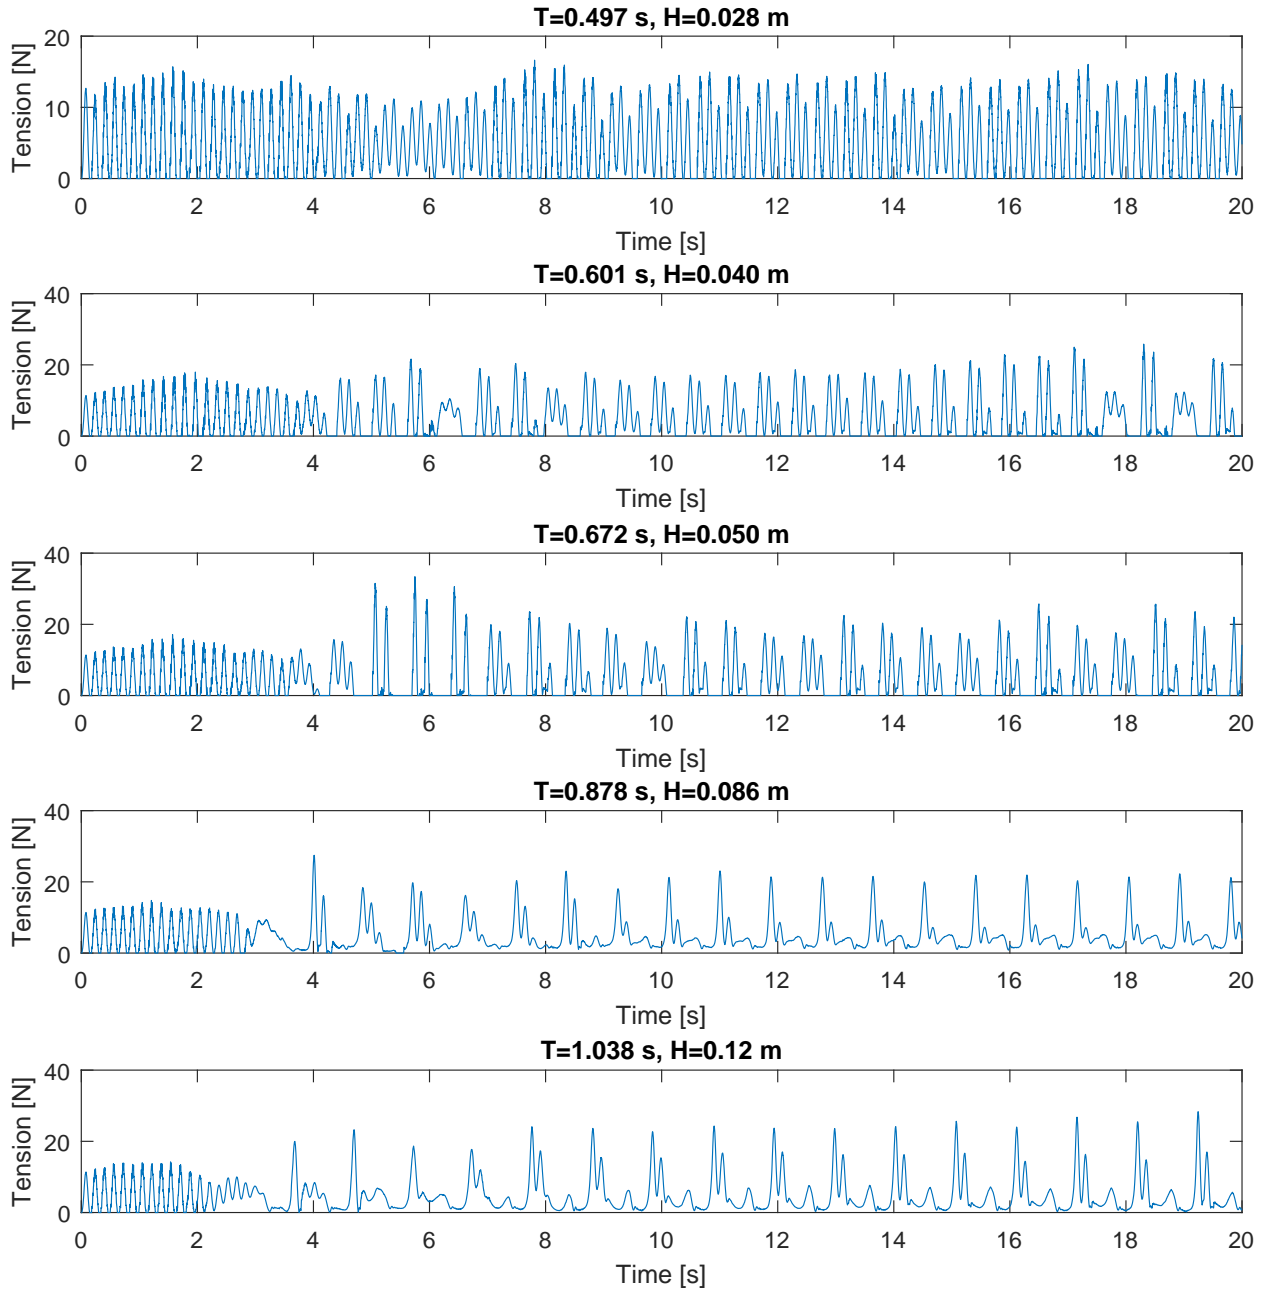 T=0.497 s, H=0.028 m
Tension [N]
20
10
0
0 2 4 6 8 10 12 14 16 18 20
Time [s]
T=0.601 s, H=0.040 m
Tension [N]
40
20
0
0 2 4 6 8 10 12 14 16 18 20
Time [s]
T=0.672 s, H=0.050 m
Tension [N]
40
20
0
0 2 4 6 8 10 12 14 16 18 20
Time [s]
T=0.878 s, H=0.086 m
Tension [N]
40
20
0
0 2 4 6 8 10 12 14 16 18 20
Time [s]
T=1.038 s, H=0.12 m
Tension [N]
40
20
0
0 2 4 6 8 10 12 14 16 18 20
Time [s]